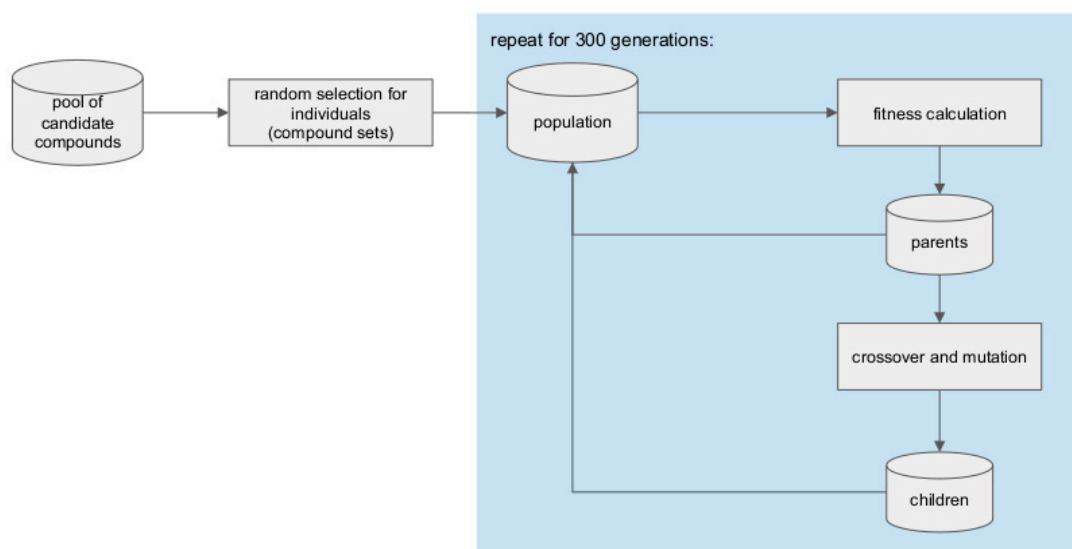 repeat for 300 generations:
pool of
candidate
compounds
random selection for
individuals
(compound sets)
population
fitness calculation
parents
crossover and mutation
children